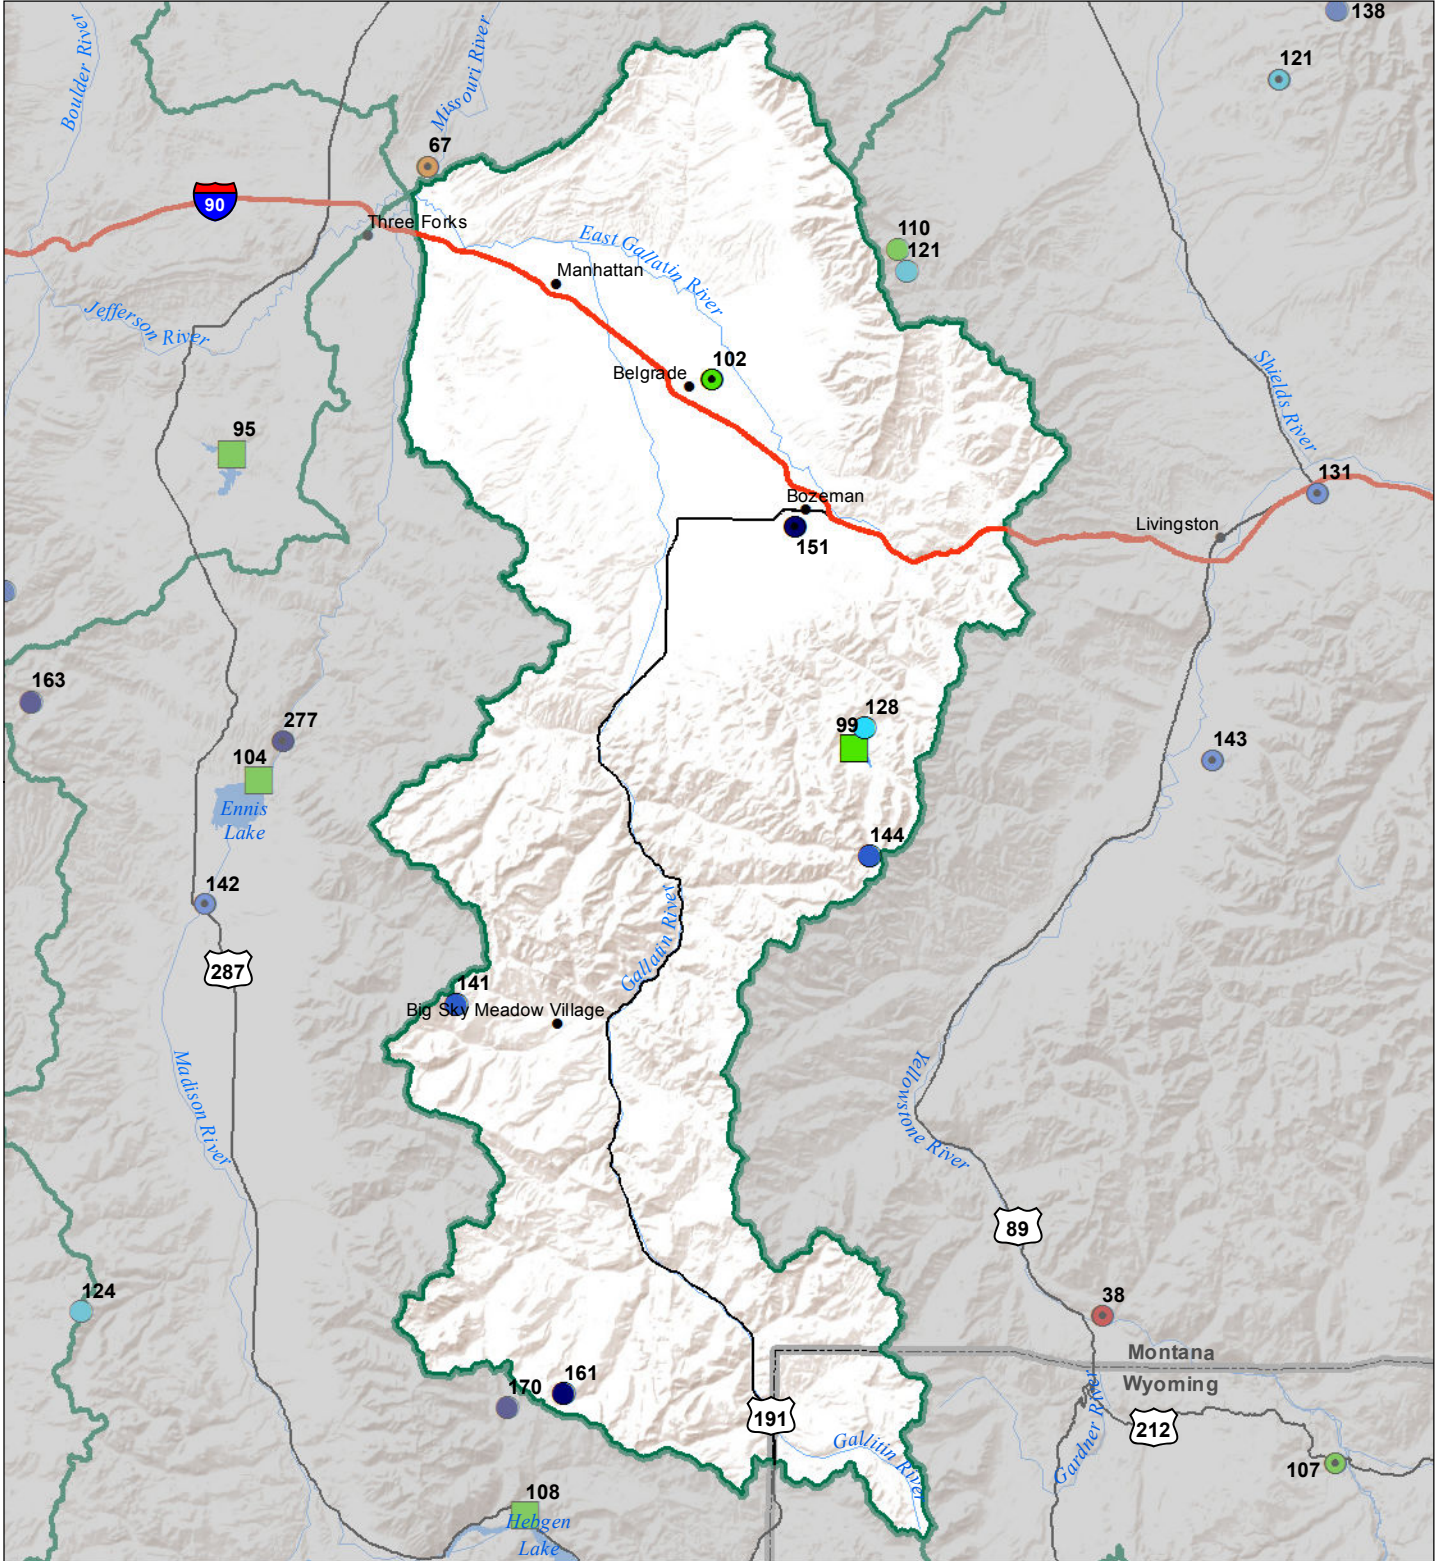 138
121
Boulder River
Missouri River
67
90
Three Forks
110
121
East Gallatin River
Manhattan
Jefferson River
102
Belgrade
Shields River
95
131
Bozeman
Livingston
151
163
128
277
99
143
104
Ennis
Lake
144
142
Gallatin River
287
141
Big Sky Meadow Village
Madison River
Yellowstone River
89
124
38
Montana
Wyoming
161
170
191
212
Gardner River
Gallitin River
107
108
Hebgen
Lake